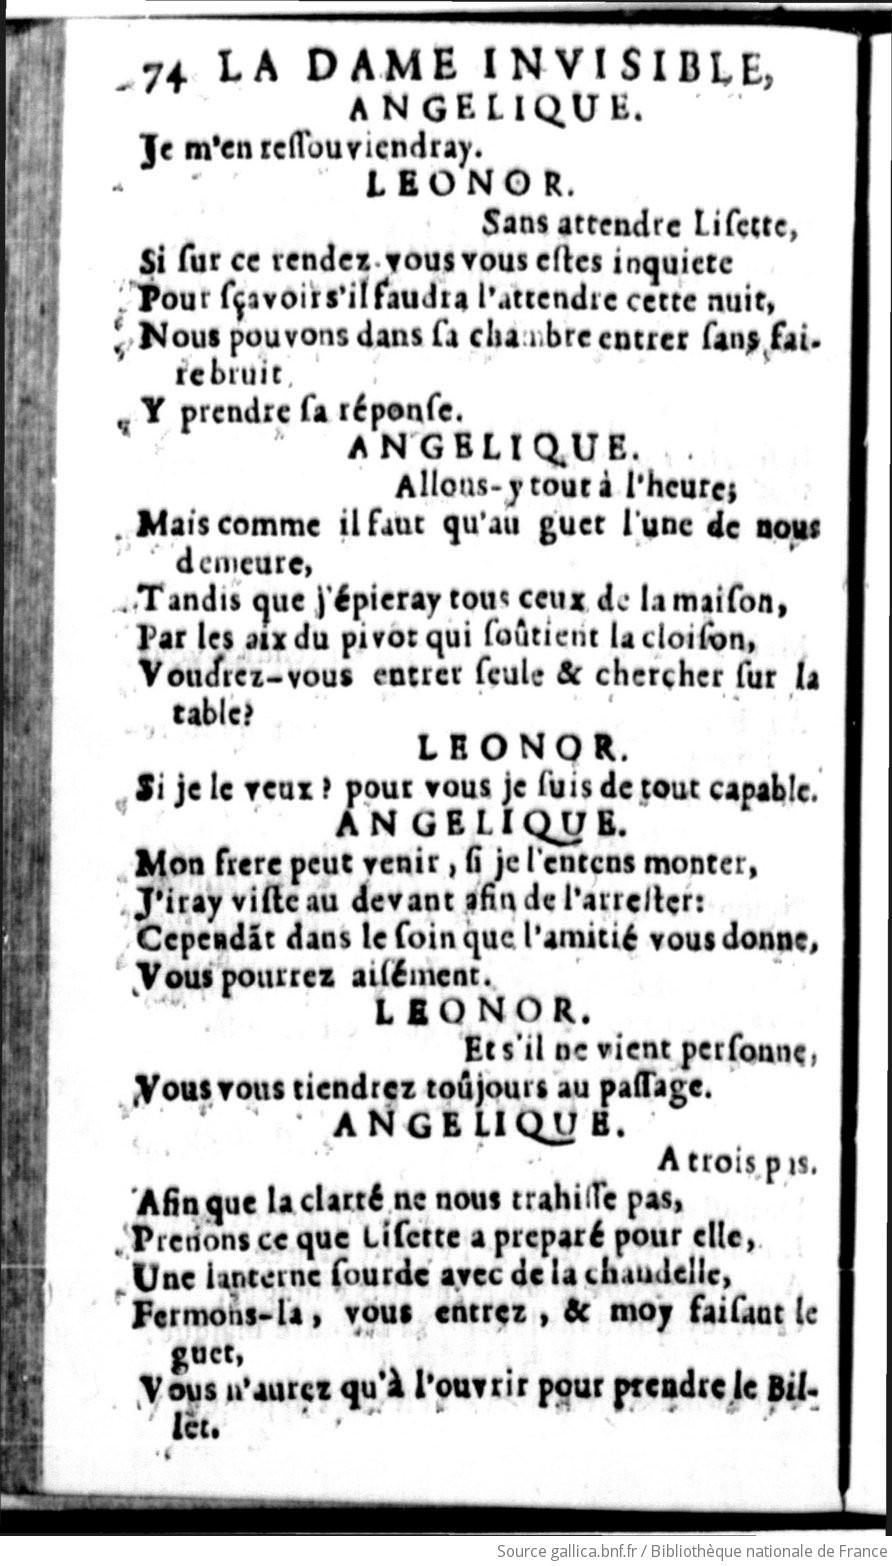 74 LA DAME INVISIBLE,
ANGELIQUE.
Je m'en reſſouviendray.
LEONOR.
Sans attendre Liſette,
Si ſur ce rendez-vous vous eſtes inquiete
Pour ſçavoir s'il faudra l'attendre cette nuit,
Nous pouvons dans ſa chambre entrer ſans fai-
re bruit
Y prendre ſa réponſe.
ANGELIQUE.
Allons-y tout à l'heure;
Mais comme il faut qu'au guet l'une de nous
demeure,
Tandis que j'épieray tous ceux de la maiſon,
Par les aix du pivot qui ſoûtient la cloiſon,
Voudrez-vous entrer ſeule & chercher ſur la
table?
LEONOR.
Si je le veux? pour vous je ſuis de tout capable.
ANGELIQUE.
Mon frere peut venir, ſi je l'entens monter,
J'iray viſte au devant afin de l'arreſter:
Cependãt dans le ſoin que l'amitié vous donne,
Vous pourrez aiſément.
LEONOR.
Et s'il ne vient perſonne,
Vous vous tiendrez toûjours au paſſage.
ANGELIQUE.
A trois pas.
Afin que la clarté ne nous trahiſſe pas,
Prenons ce que Liſette a preparé pour elle,
Une lanterne ſourde avec de la chandelle,
Fermons-la, vous entrez, & moy faiſant le
guet,
Vous n'aurez qu'à l'ouvrir pour prendre le Bil-
let.
Source gallica.bnf.fr / Bibliothèque nationale de France